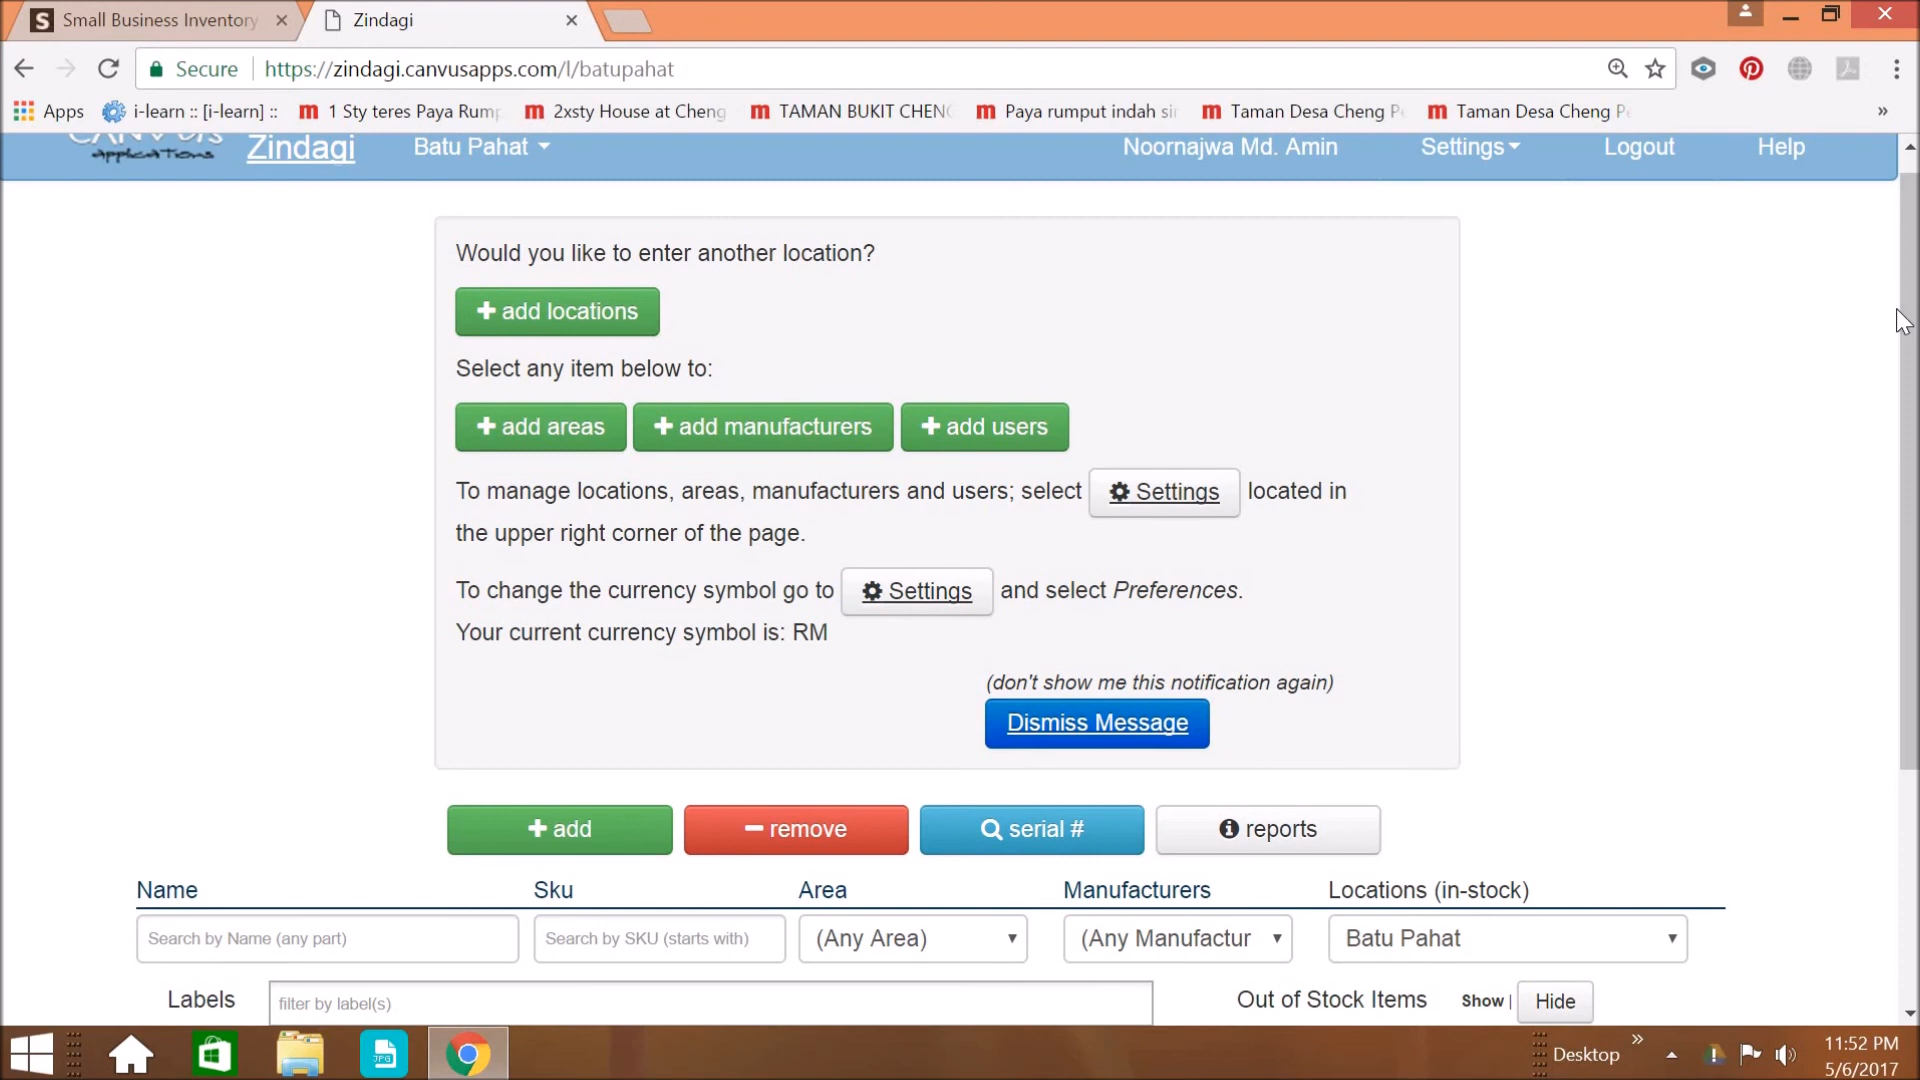 Small Business Inventory
Zindagi
Secure https://zindagi.canvusapps.com/l/batupahat
Apps i-learn :: [i-learn] :: 1 Sty teres Paya Rum 2xsty House at Cheng TAMAN BUKIT CHENG Paya rumput indah sin Taman Desa Cheng P Taman Desa Cheng P »
applications Zindagi Batu Pahat Noornajwa Md. Amin Settings Logout Help
Would you like to enter another location?
add locations
Select any item below to:
add areas add manufacturers add users
To manage locations, areas, manufacturers and users; select Settings located in
the upper right corner of the page.
To change the currency symbol go to Settings and select Preferences.
Your current currency symbol is: RM
(don't show me this notification again)
Dismiss Message
add remove serial # reports
Name Sku Area Manufacturers Locations (in-stock)
Search by Name (any part) Search by SKU (starts with) (Any Area) (Any Manufactur Batu Pahat
Labels filter by label(s) Out of Stock Items Show | Hide
JPG Desktop » 11:52 PM
5/6/2017